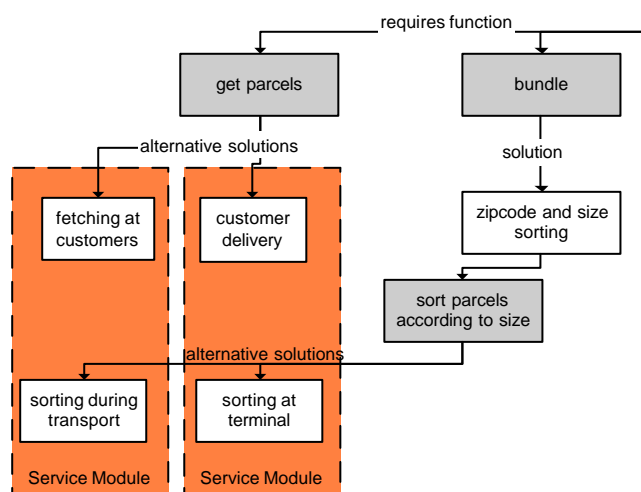 requires function
get parcels
bundle
alternative solutions
solution
fetching at
customers
customer
delivery
zipcode and size
sorting
sort parcels
according to size
alternative solutions
sorting during
transport
sorting at
terminal
Service Module
Service Module